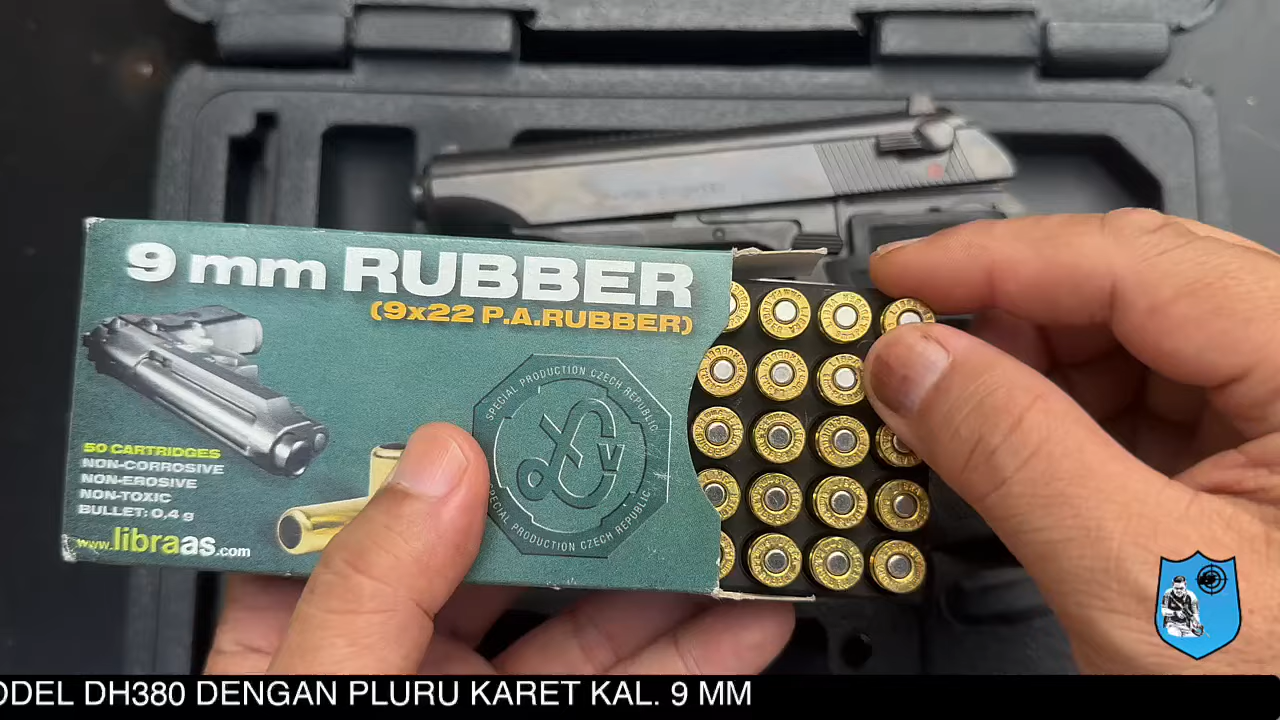 9 mm RUBBER
(9x22 P.A.RUBBER)
SPECIAL PRODUCTION CZECH REPUBLIC
SPECIAL PRODUCTION CZECH REPUBLIC
50 CARTRIDGES
NON-CORROSIVE
NON-EROSIVE
NON-TOXIC
BULLET: 0,4 g
www.libraas.com
ODEL DH380 DENGAN PLURU KARET KAL. 9 MM